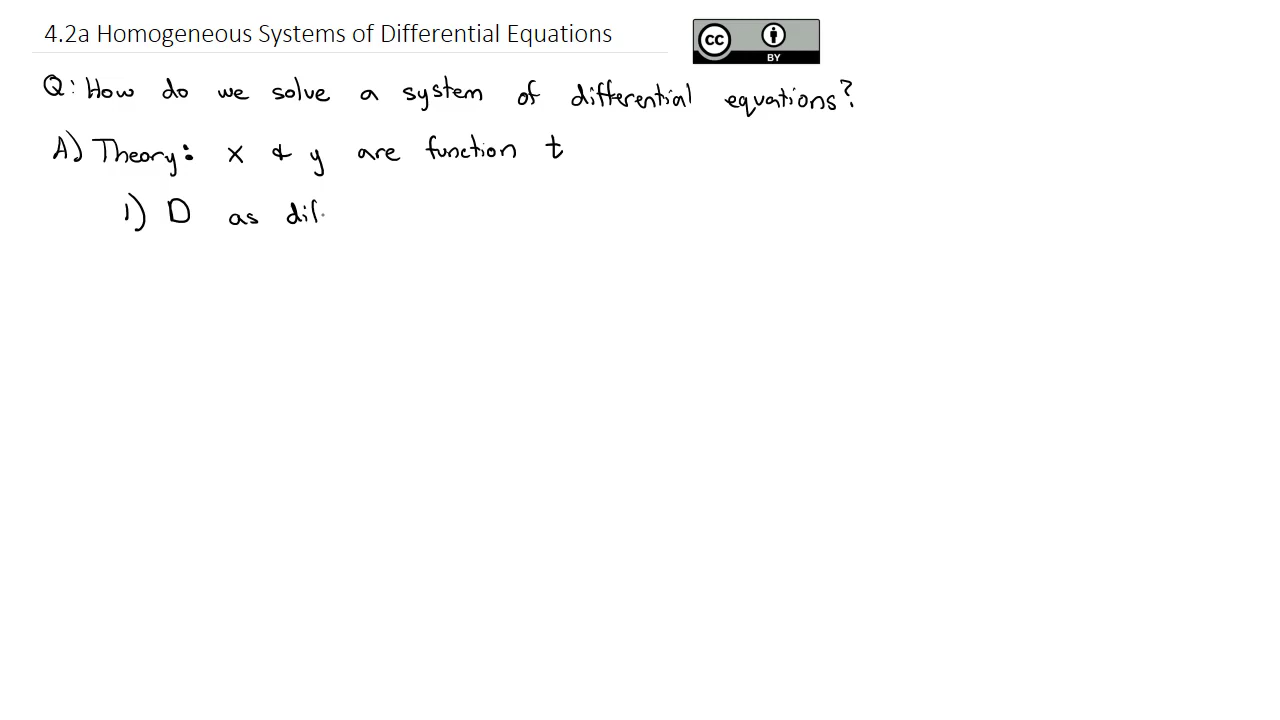 4.2a Homogeneous Systems of Differential Equations
CC BY
Q: How do we solve a system of differential equations?
A) Theory: x & y are function t
1) D as dif